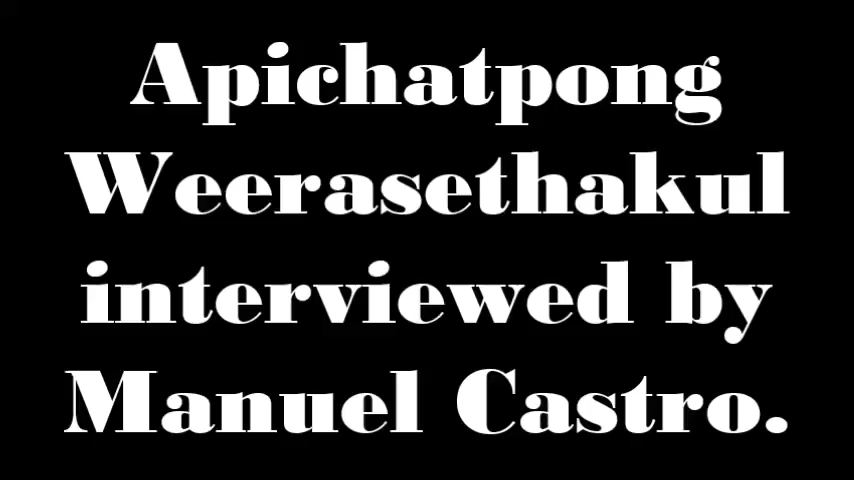 Apichatpong
Weerasethakul
interviewed by
Manuel Castro.